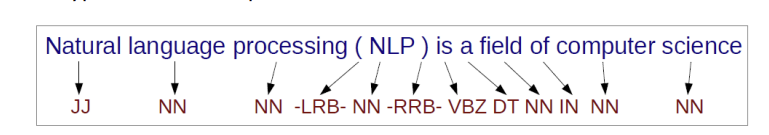 Natural language processing ( NLP ) is a field of computer science
JJ NN NN -LRB- NN -RRB- VBZ DT NN IN NN NN